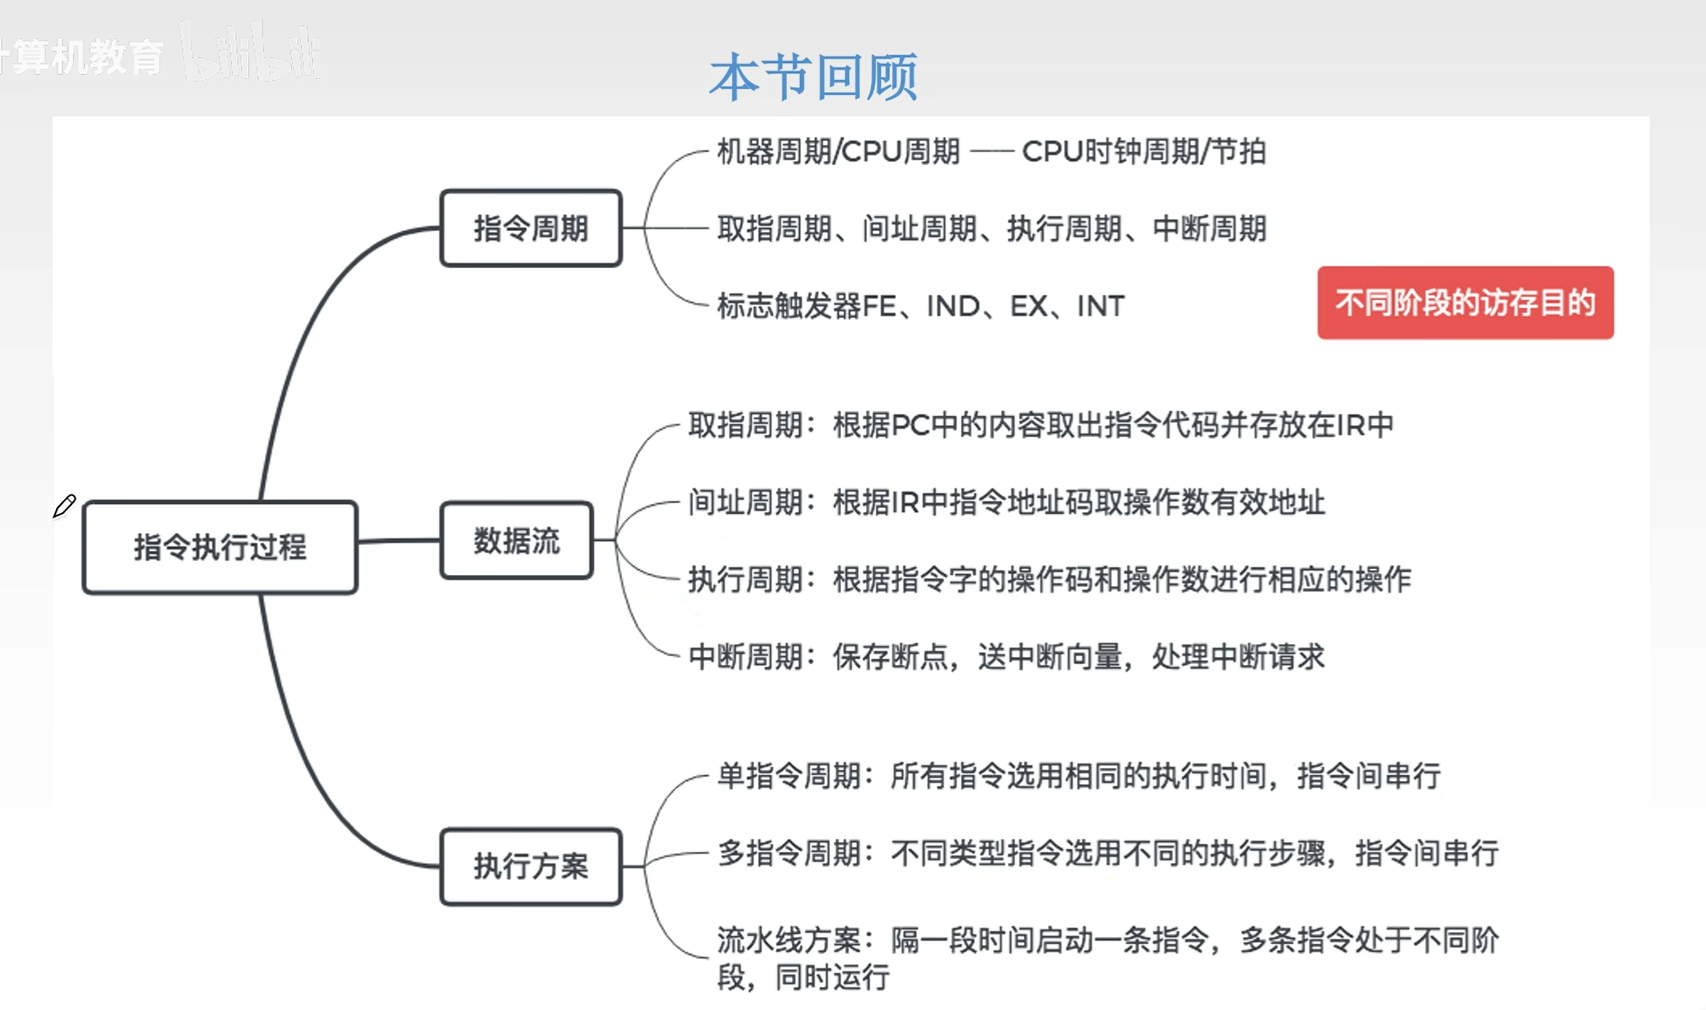 计算机教育 bilibili
本节回顾
机器周期/CPU周期 —— CPU时钟周期/节拍
指令周期
取指周期、间址周期、执行周期、中断周期
标志触发器FE、IND、EX、INT
不同阶段的访存目的
取指周期：根据PC中的内容取出指令代码并存放在IR中
间址周期：根据IR中指令地址码取操作数有效地址
指令执行过程
数据流
执行周期：根据指令字的操作码和操作数进行相应的操作
中断周期：保存断点，送中断向量，处理中断请求
单指令周期：所有指令选用相同的执行时间，指令间串行
执行方案
多指令周期：不同类型指令选用不同的执行步骤，指令间串行
流水线方案：隔一段时间启动一条指令，多条指令处于不同阶
段，同时运行